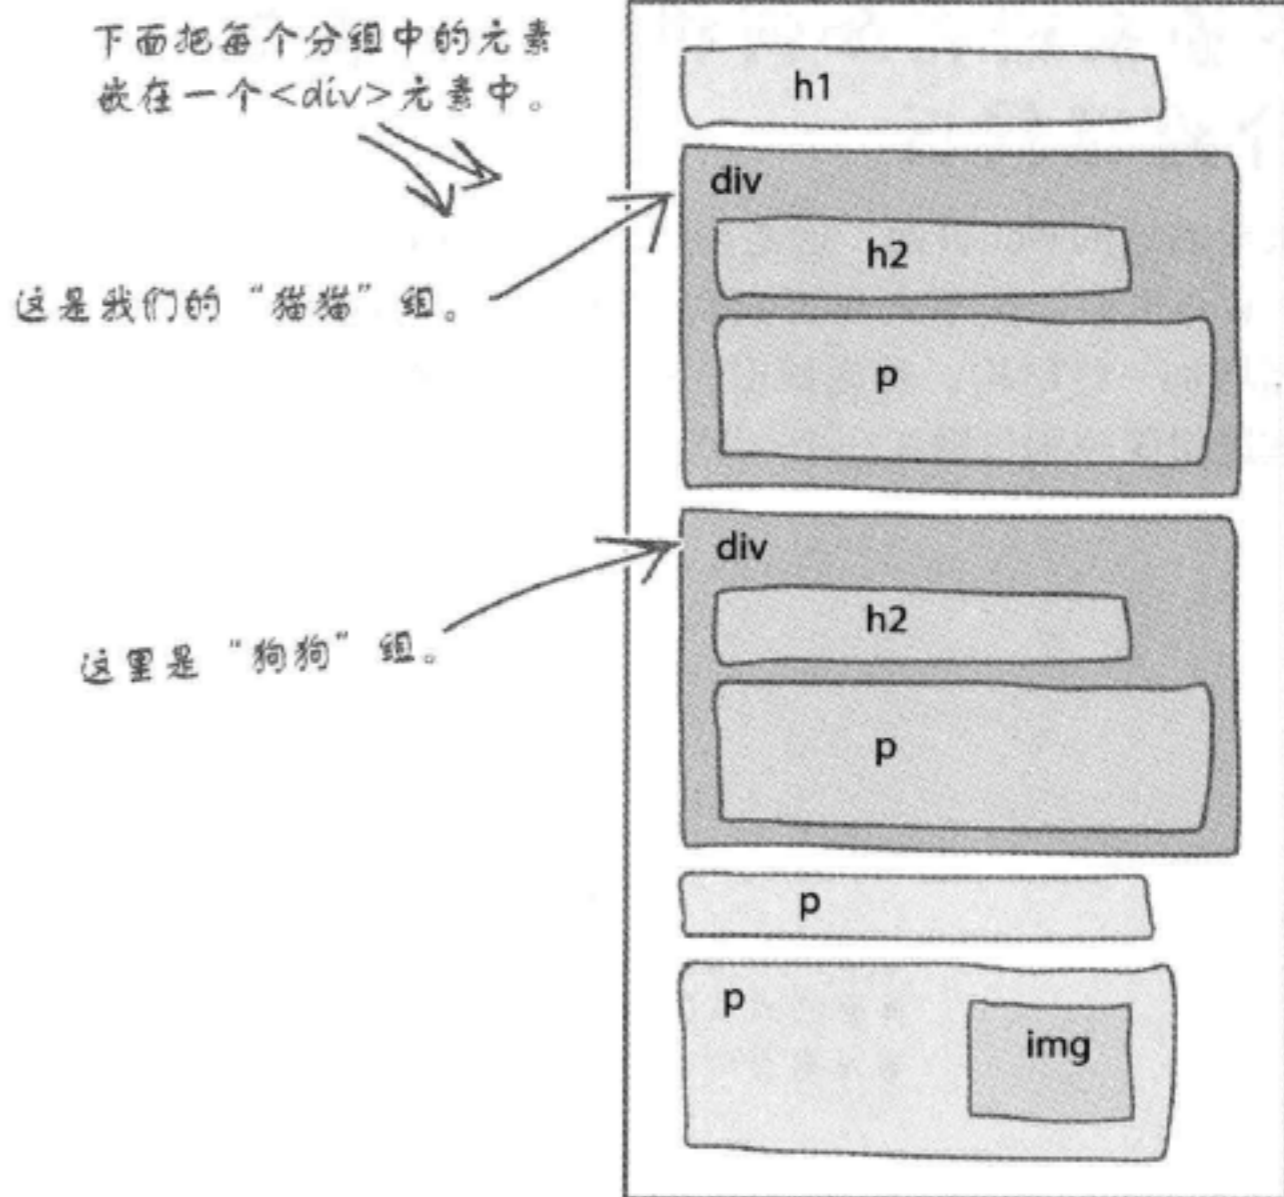 下面把每个分组中的元素
嵌在一个<div>元素中。
这是我们的“猫猫”组。
这里是“狗狗”组。
h1
div
h2
p
div
h2
p
p
p
img